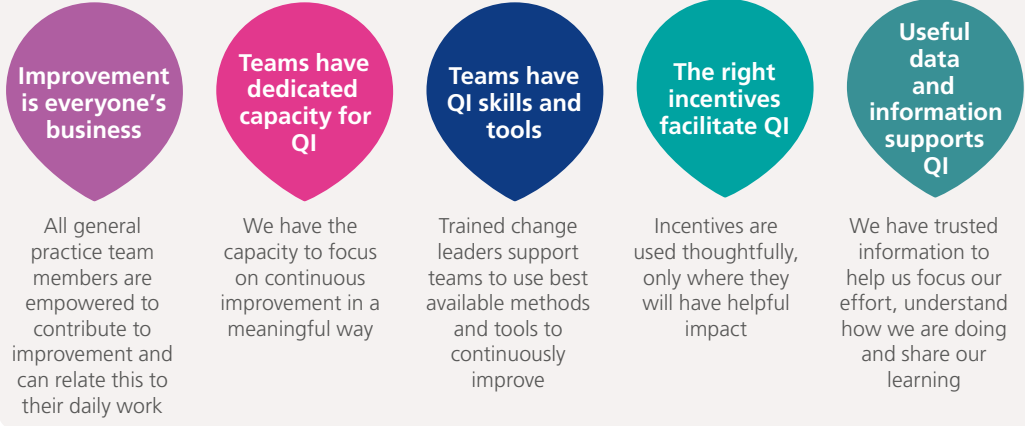 Improvement
is everyone's
business
All general
practice team
members are
empowered to
contribute to
improvement and
can relate this to
their daily work
Teams have
dedicated
capacity for
QI
We have the
capacity to focus
on continuous
improvement in a
meaningful way
Teams have
QI skills and
tools
Trained change
leaders support
teams to use best
available methods
and tools to
continuously
improve
The right
incentives
facilitate QI
Incentives are
used thoughtfully,
only where they
will have helpful
impact
Useful
data
and
information
supports
QI
We have trusted
information to
help us focus our
effort, understand
how we are doing
and share our
learning